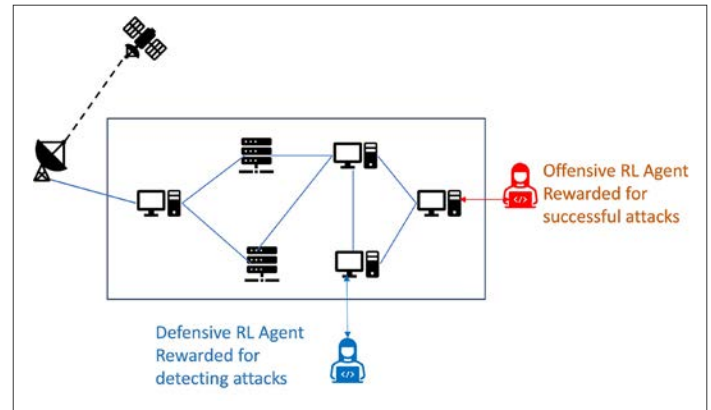 Offensive RL Agent
Rewarded for
successful attacks
Defensive RL Agent
Rewarded for
detecting attacks